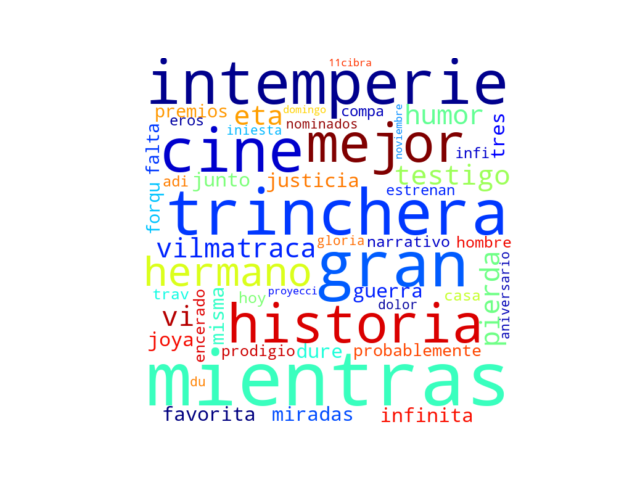 11cibra
intemperie
premios eta domingo compa noviembre humor
eros iniesta nominados tres
forqu falta cine mejor infi
adi junto justicia testigo
estrenan
trinchera
vilmatraca gloria narrativo hombre
hermano gran pierda aniversario
trav encerado misma hoy proyecci guerra casa
vi historia dolor
joya prodigio dure probablemente
mientras
du
favorita miradas infinita